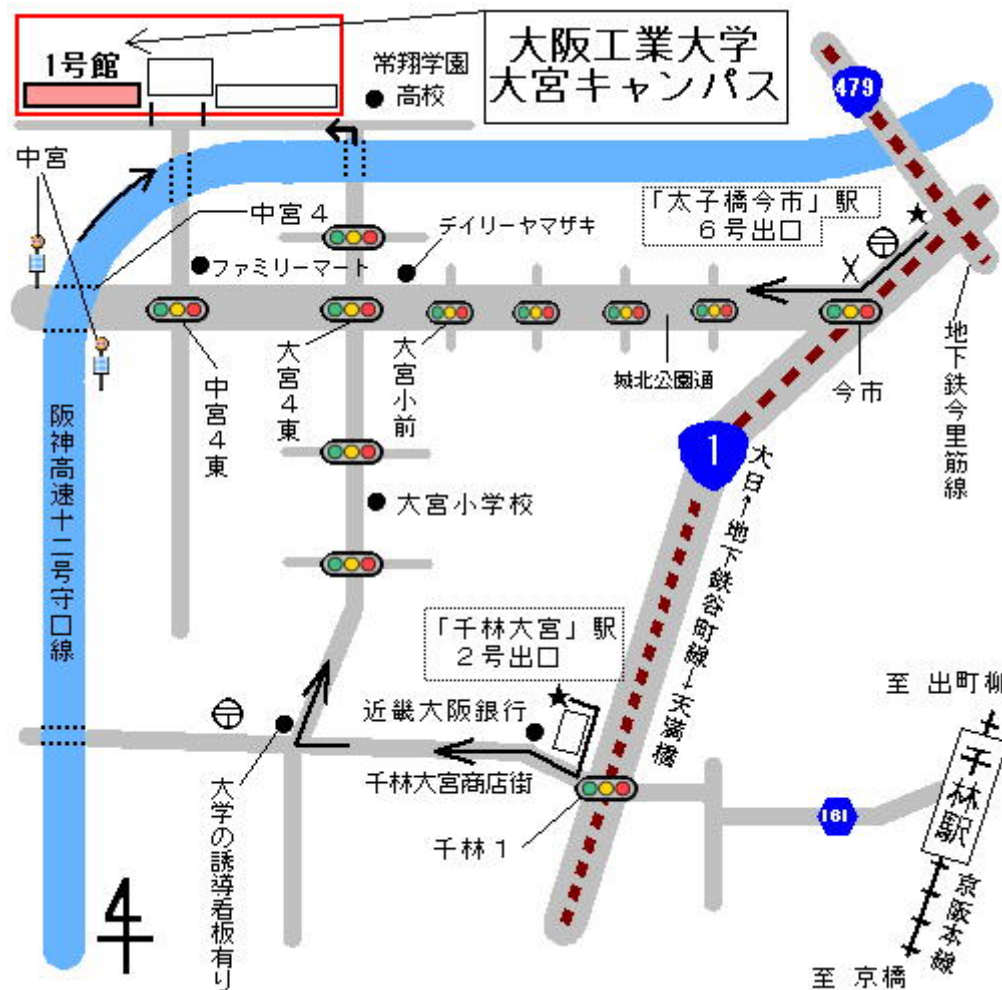 1号館
常翔学園
高校
大阪工業大学
大宮キャンパス
479
中宮
中宮4
「太子橋今市」駅
6号出口
〒
デイリーヤマザキ
ファミリーマート
X
中宮4東
大宮4東
大宮小前
城北公園通
今市
地下鉄今里筋線
阪神高速十二号守口線
1
大宮小学校
大日←地下鉄谷町線→天満橋
「千林大宮」駅
2号出口
至 出町柳
〒
近畿大阪銀行
千林大宮商店街
千林1
161
千林駅
京阪本線
大学の誘導看板有り
至 京橋